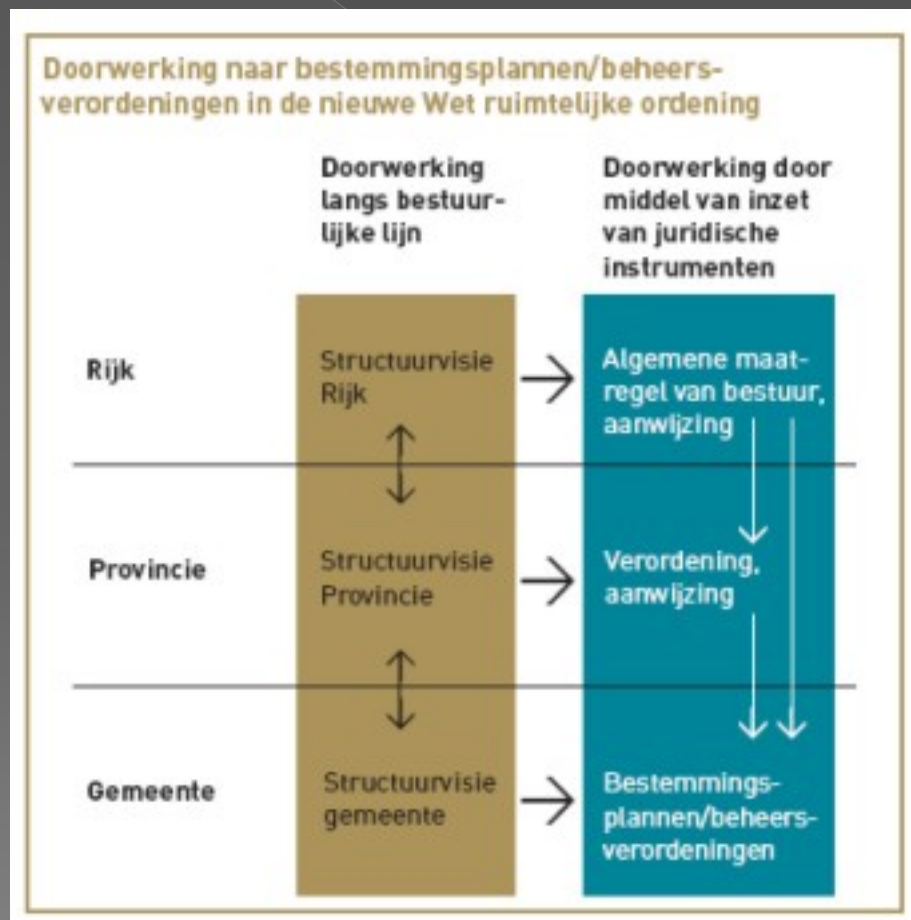 Doorwerking naar bestemmingsplannen/beheers-
verordeningen in de nieuwe Wet ruimtelijke ordening
Doorwerking
langs bestuur-
lijke lijn
Doorwerking door
middel van inzet
van juridische
instrumenten
Rijk
Structuurvisie
Rijk
Algemene maat-
regel van bestuur,
aanwijzing
Provincie
Structuurvisie
Provincie
Verordening,
aanwijzing
Gemeente
Structuurvisie
gemeente
Bestemmings-
plannen/beheers-
verordeningen